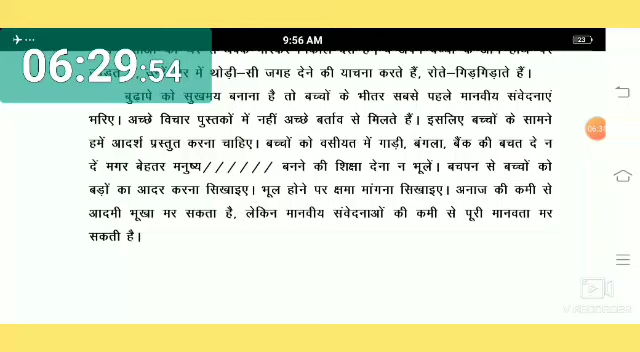 9:56 AM
23
06:29:54
घर में थोड़ी–सी जगह देने की याचना करते हैं, रोते–गिड़गिड़ाते हैं।
बुढापे को सुखमय बनाना है तो बच्चों के भीतर सबसे पहले मानवीय संवेदनाएं
भरिए। अच्छे विचार पुस्तकों में नहीं अच्छे बर्ताव से मिलते हैं। इसलिए बच्चों के सामने
हमें आदर्श प्रस्तुत करना चाहिए। बच्चों को वसीयत में गाड़ी, बंगला, बैंक की बचत दे न
दें मगर बेहतर मनुष्य////// बनने की शिक्षा देना न भूलें। बचपन से बच्चों को
बड़ों का आदर करना सिखाइए। भूल होने पर क्षमा मांगना सिखाइए। अनाज की कमी से
आदमी भूखा मर सकता है, लेकिन मानवीय संवेदनाओं की कमी से पूरी मानवता मर
सकती है।
V RECORDER